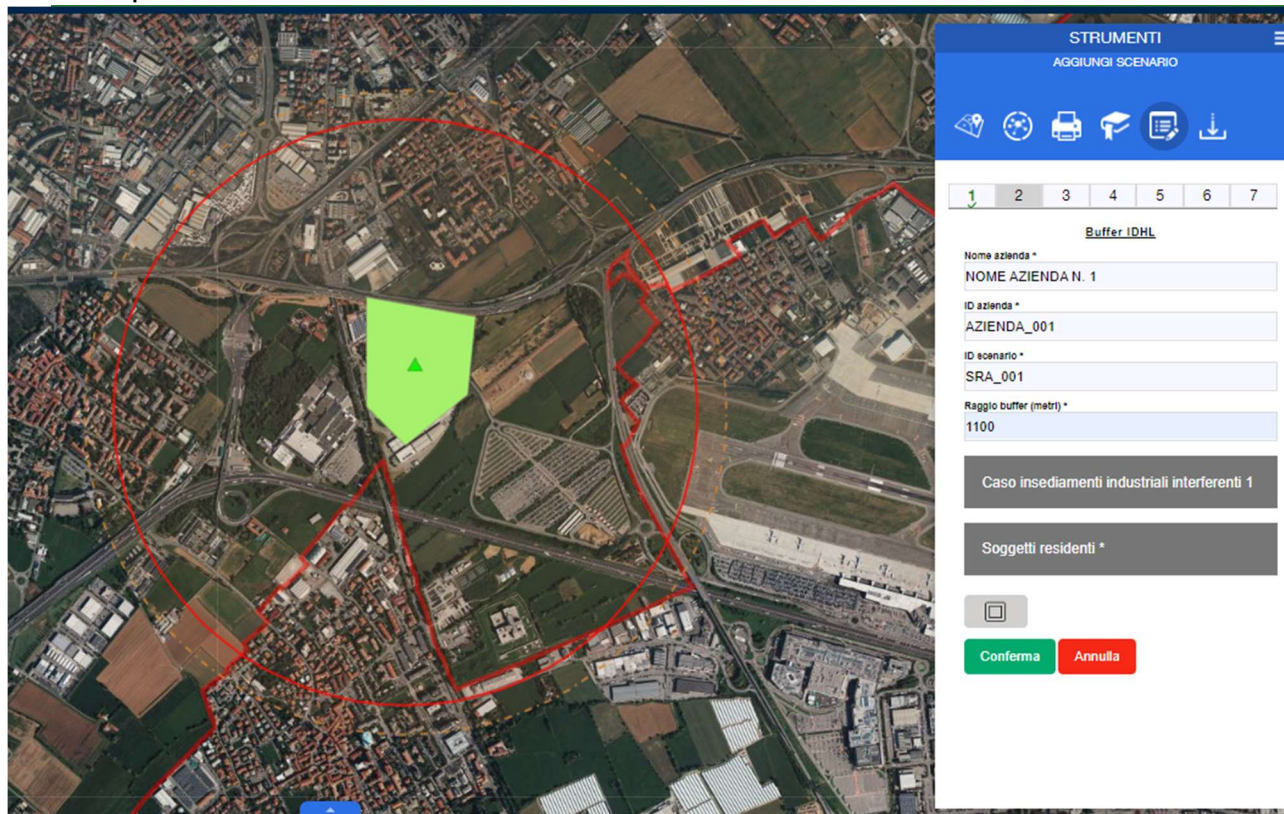 STRUMENTI
AGGIUNGI SCENARIO
1 2 3 4 5 6 7
Buffer IDHL
Nome azienda *
NOME AZIENDA N. 1
ID azienda *
AZIENDA_001
ID scenario *
SRA_001
Raggio buffer (metri) *
1100
Caso insediamenti industriali interferenti 1
Soggetti residenti *
Conferma Annulla